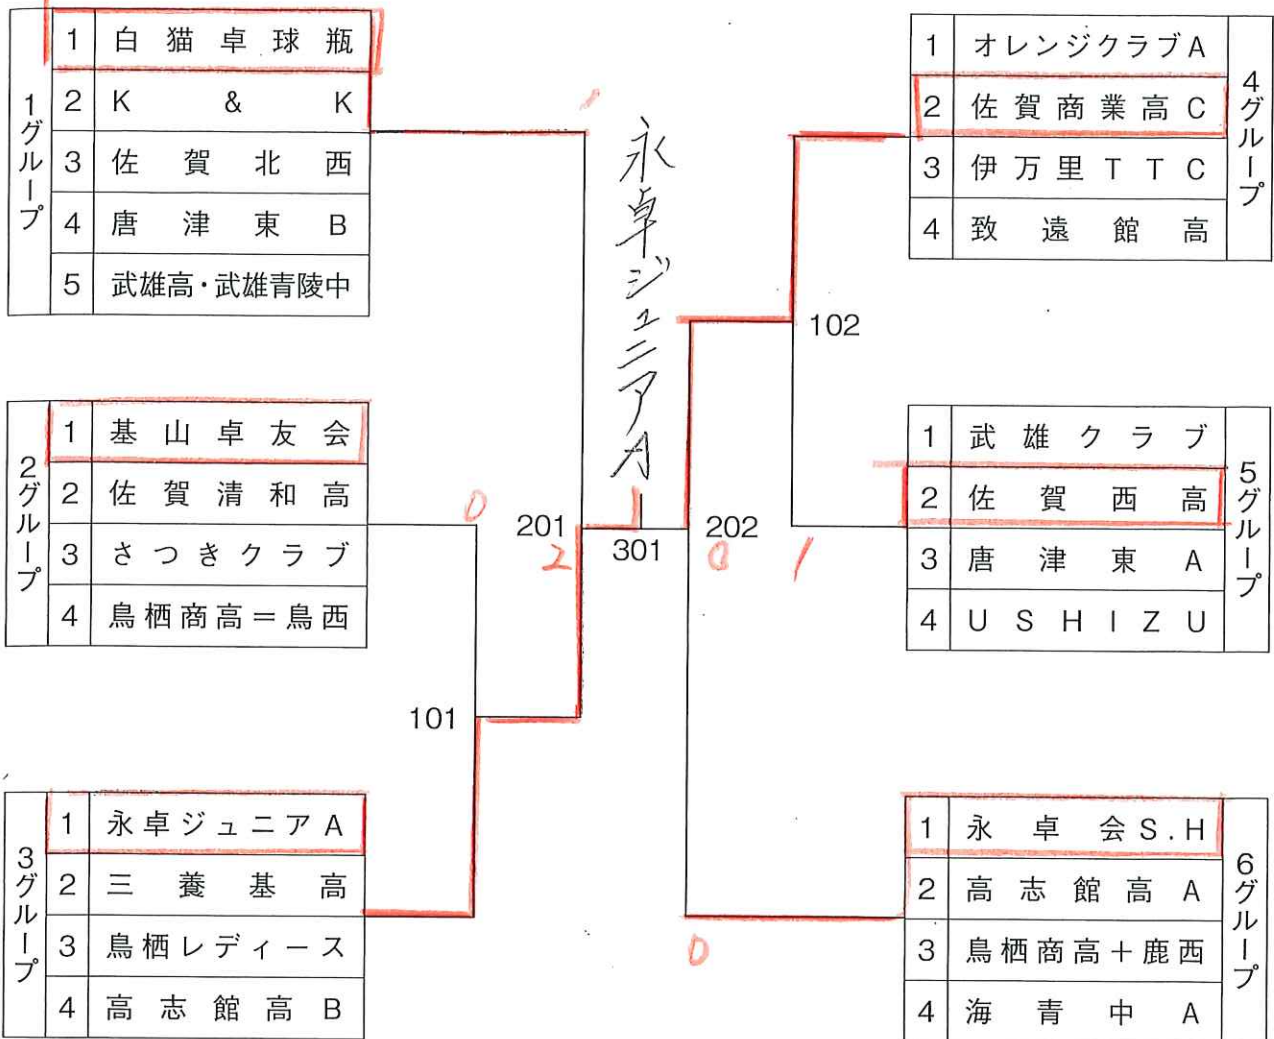 1グループ
1 白猫卓球瓶
2 K & K
3 佐賀北西
4 唐津東B
5 武雄高・武雄青陵中
2グループ
1 基山卓友会
2 佐賀清和高
3 さつきクラブ
4 鳥栖商高=鳥西
3グループ
1 永卓ジュニアA
2 三養基高
3 鳥栖レディース
4 高志館高B
1
0
101
201
2
永卓ジュニアA
301
202
0
1
102
0
4グループ
1 オレンジクラブA
2 佐賀商業高C
3 伊万里TTC
4 致遠館高
5グループ
1 武雄クラブ
2 佐賀西高
3 唐津東A
4 USHIZU
6グループ
1 永卓会S.H
2 高志館高A
3 鳥栖商高+鹿西
4 海青中A